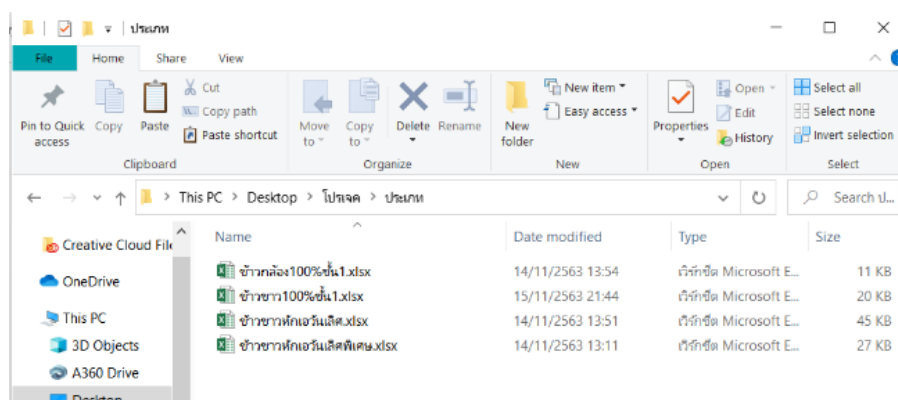 ประเภท
File Home Share View
Pin to Quick access
Copy
Paste
Cut
Copy path
Paste shortcut
Move to
Copy to
Delete
Rename
New folder
New item
Easy access
Properties
Open
Edit
History
Select all
Select none
Invert selection
Clipboard Organize New Open Select
This PC > Desktop > โปรเจค > ประเภท
Search ป...
Name Date modified Type Size
ข้าวกล้อง100%ชั้น1.xlsx 14/11/2563 13:54 เวิร์กชีต Microsoft E... 11 KB
ข้าวขาว100%ชั้น1.xlsx 15/11/2563 21:44 เวิร์กชีต Microsoft E... 20 KB
ข้าวขาวหักเอวันเลิศ.xlsx 14/11/2563 13:51 เวิร์กชีต Microsoft E... 45 KB
ข้าวขาวหักเอวันเลิศพิเศษ.xlsx 14/11/2563 13:11 เวิร์กชีต Microsoft E... 27 KB
Creative Cloud File
OneDrive
This PC
3D Objects
A360 Drive
Desktop